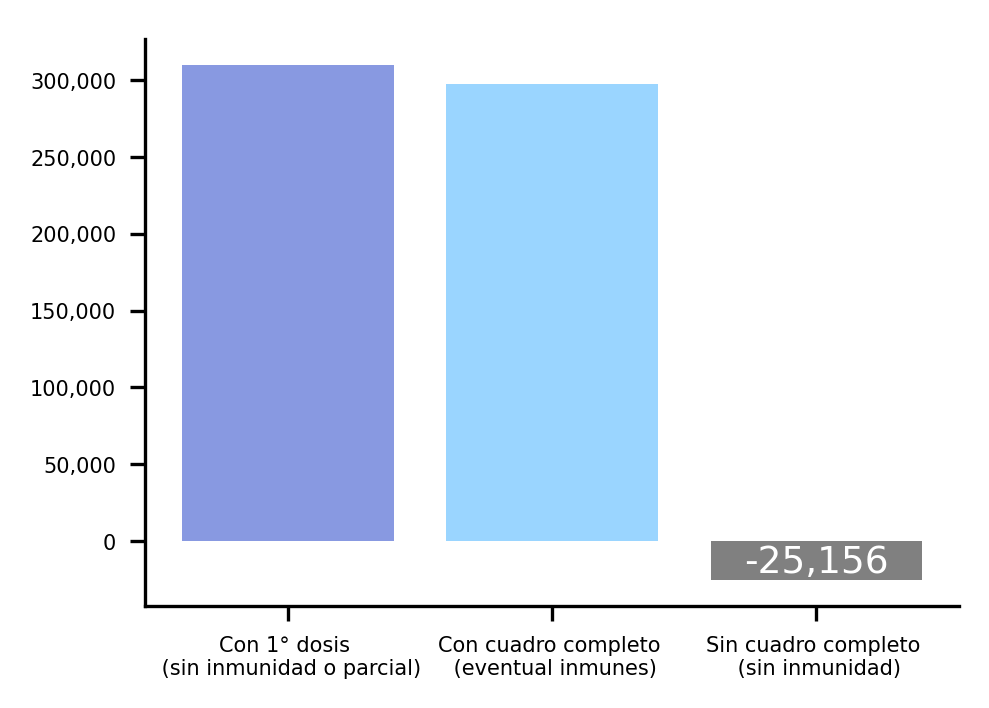 300,000
250,000
200,000
150,000
100,000
50,000
0
-25,156
Con 1° dosis
(sin inmunidad o parcial)
Con cuadro completo
(eventual inmunes)
Sin cuadro completo
(sin inmunidad)